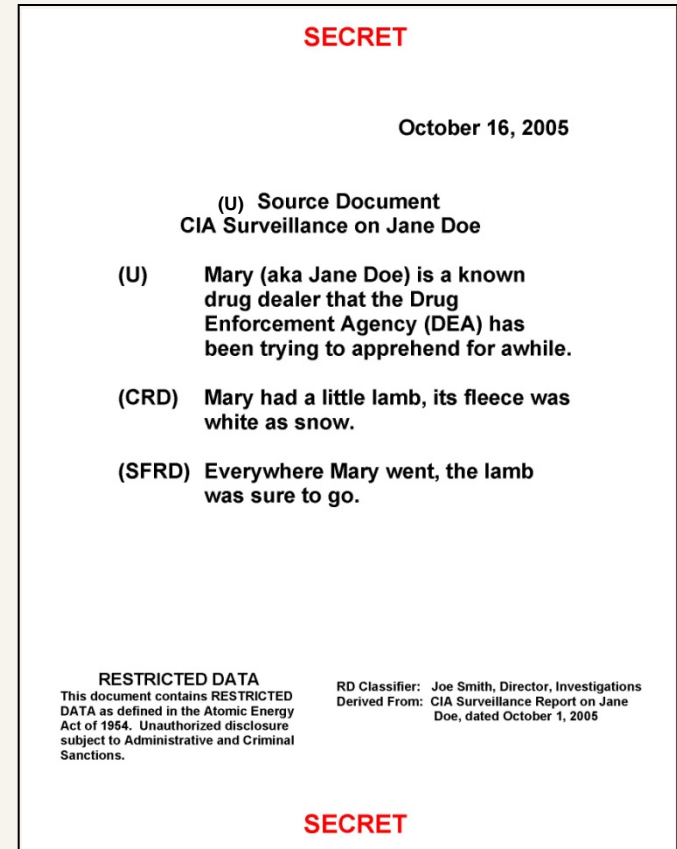 SECRET
October 16, 2005
(U) Source Document
CIA Surveillance on Jane Doe
(U) Mary (aka Jane Doe) is a known
drug dealer that the Drug
Enforcement Agency (DEA) has
been trying to apprehend for awhile.
(CRD) Mary had a little lamb, its fleece was
white as snow.
(SFRD) Everywhere Mary went, the lamb
was sure to go.
RESTRICTED DATA
This document contains RESTRICTED
DATA as defined in the Atomic Energy
Act of 1954. Unauthorized disclosure
subject to Administrative and Criminal
Sanctions.
RD Classifier: Joe Smith, Director, Investigations
Derived From: CIA Surveillance Report on Jane
Doe, dated October 1, 2005
SECRET